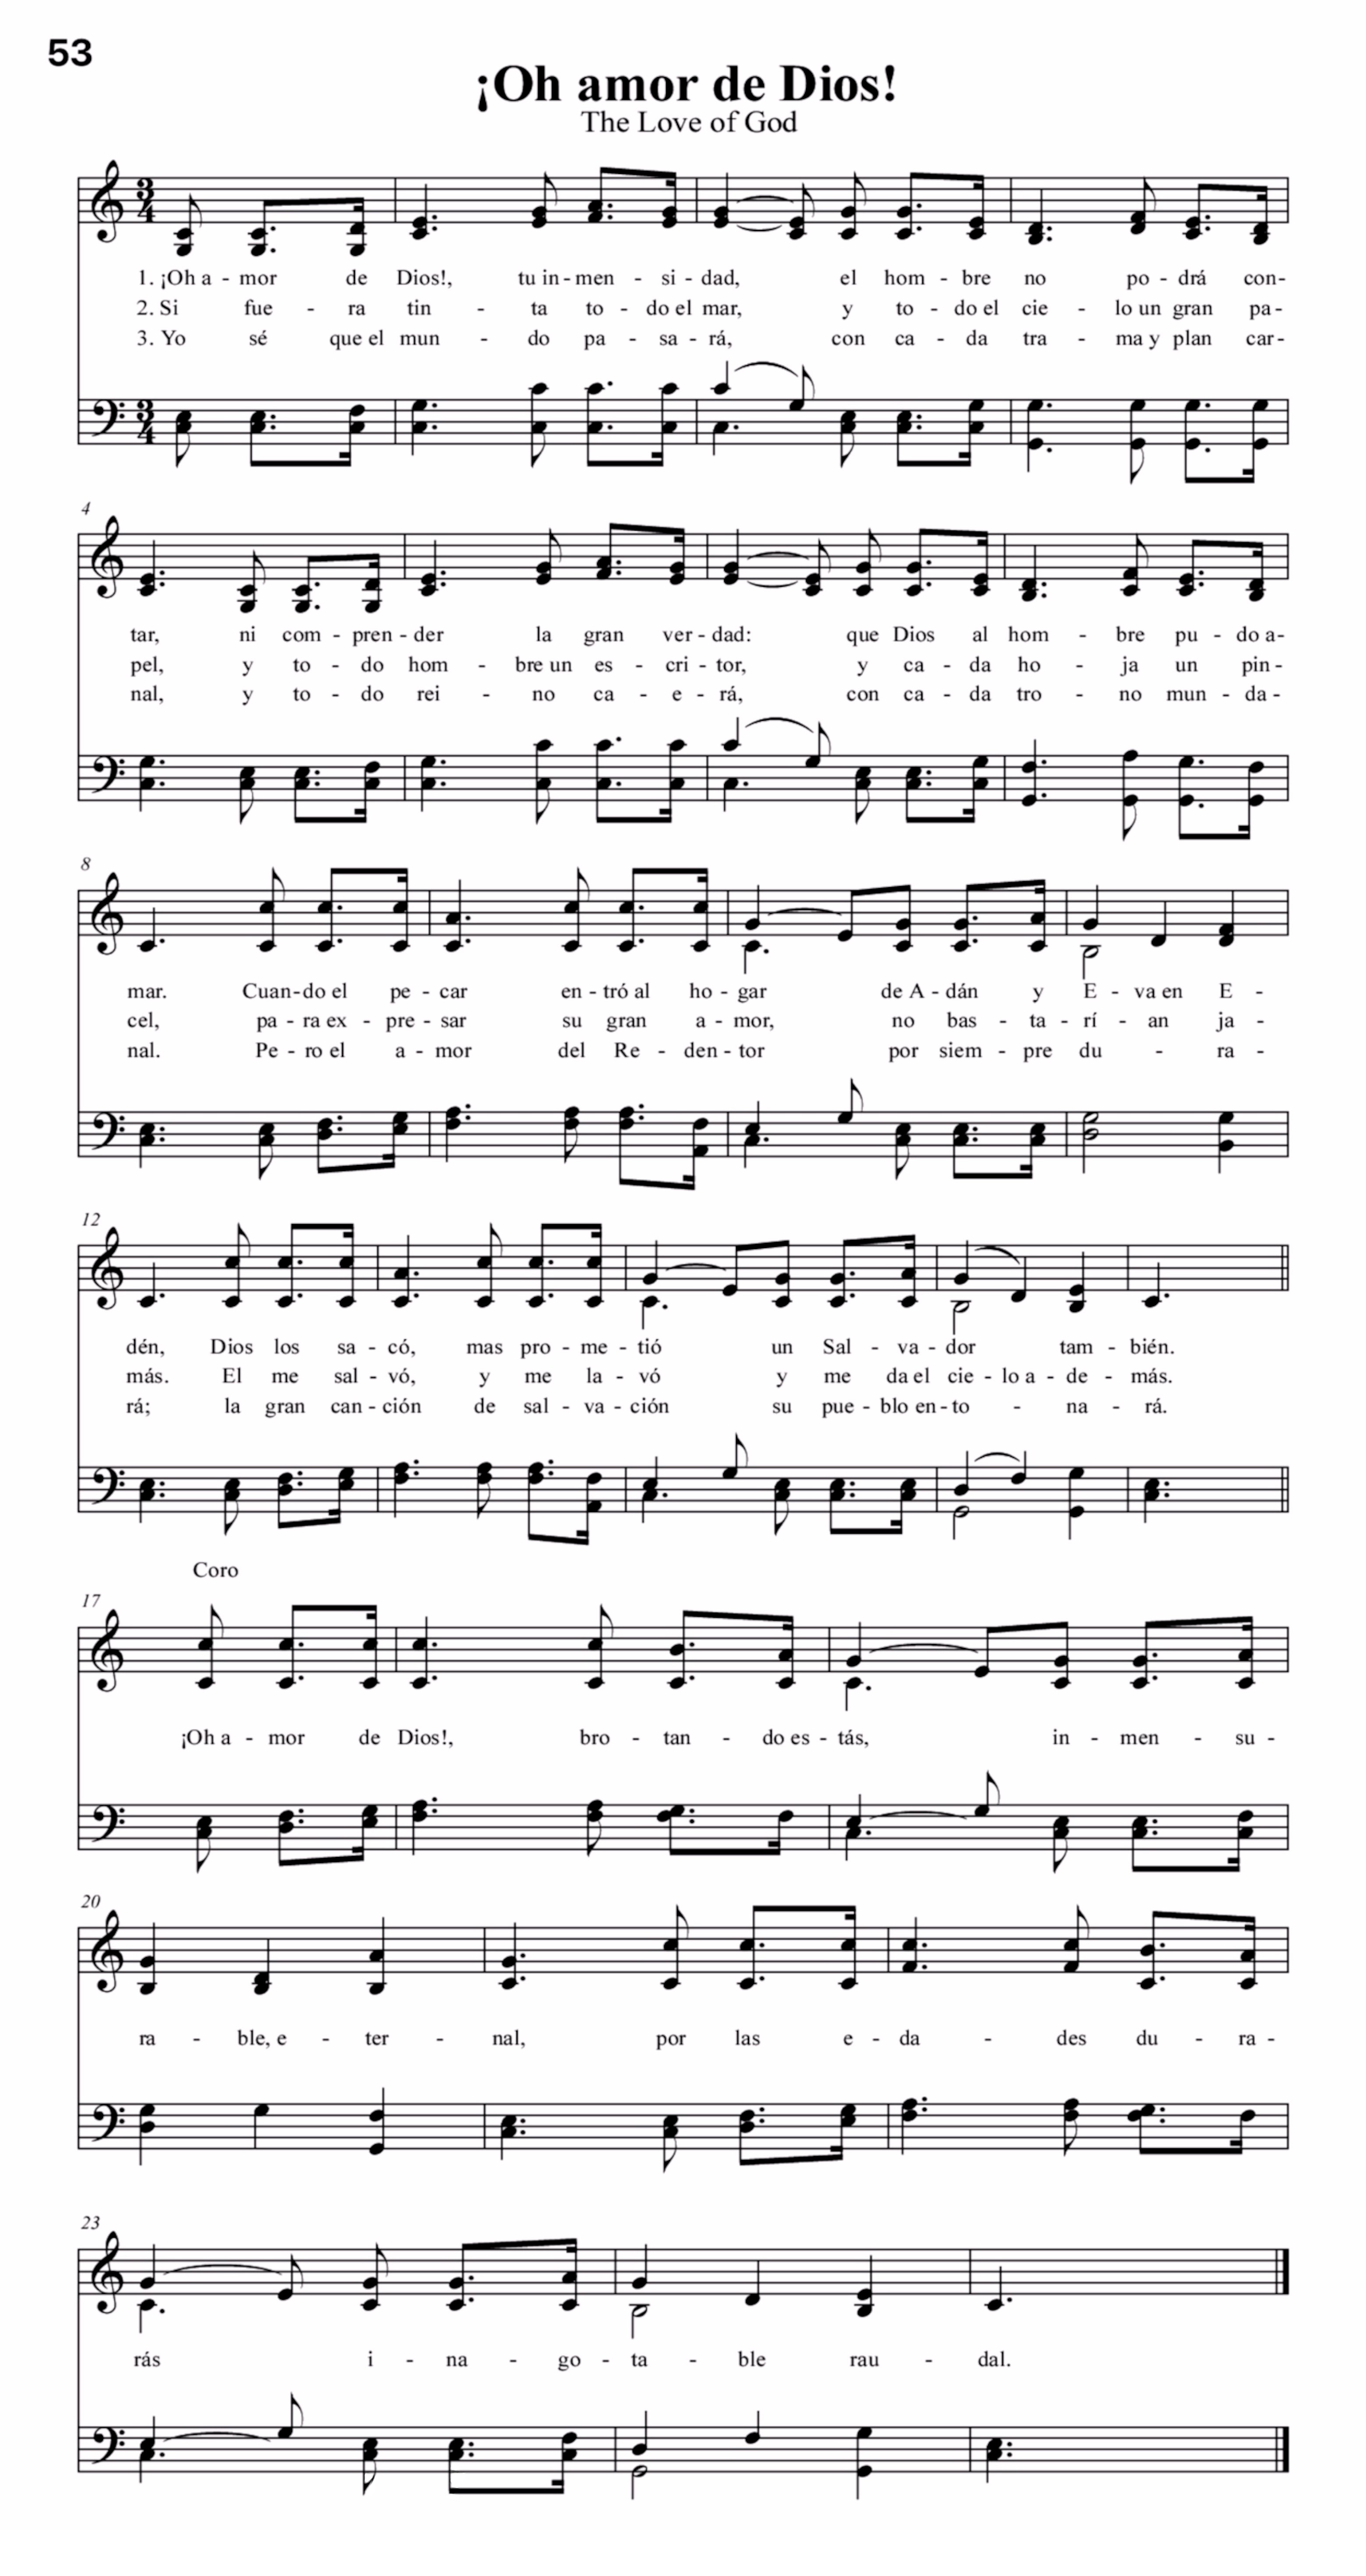 53
¡Oh amor de Dios!
The Love of God
1. ¡Oh a - mor de Dios!, tu in - men - si - dad, el hom - bre no po - drá con-
2. Si fue - ra tin - ta to - do el mar, y to - do el cie - lo un gran pa -
3. Yo sé que el mun - do pa - sa - rá, con ca - da tra - ma y plan car -
4
tar, ni com - pren - der la gran ver - dad: que Dios al hom - bre pu - do a-
pel, y to - do hom - bre un es - cri - tor, y ca - da ho - ja un pin -
nal, y to - do rei - no ca - e - rá, con ca - da tro - no mun - da -
8
mar. Cuan - do el pe - car en - tró al ho - gar de A - dán y E - va en E -
cel, pa - ra ex - pre - sar su gran a - mor, no bas - ta - rí - an ja -
nal. Pe - ro el a - mor del Re - den - tor por siem - pre du - ra -
12
dén, Dios los sa - có, mas pro - me - tió un Sal - va - dor tam - bién.
más. El me sal - vó, y me la - vó y me da el cie - lo a - de - más.
rá; la gran can - ción de sal - va - ción su pue - blo en - to - na - rá.
Coro
17
¡Oh a - mor de Dios!, bro - tan - do es - tás, in - men - su -
20
ra - ble, e - ter - nal, por las e - da - des du - ra -
23
rás i - na - go - ta - ble rau - dal.